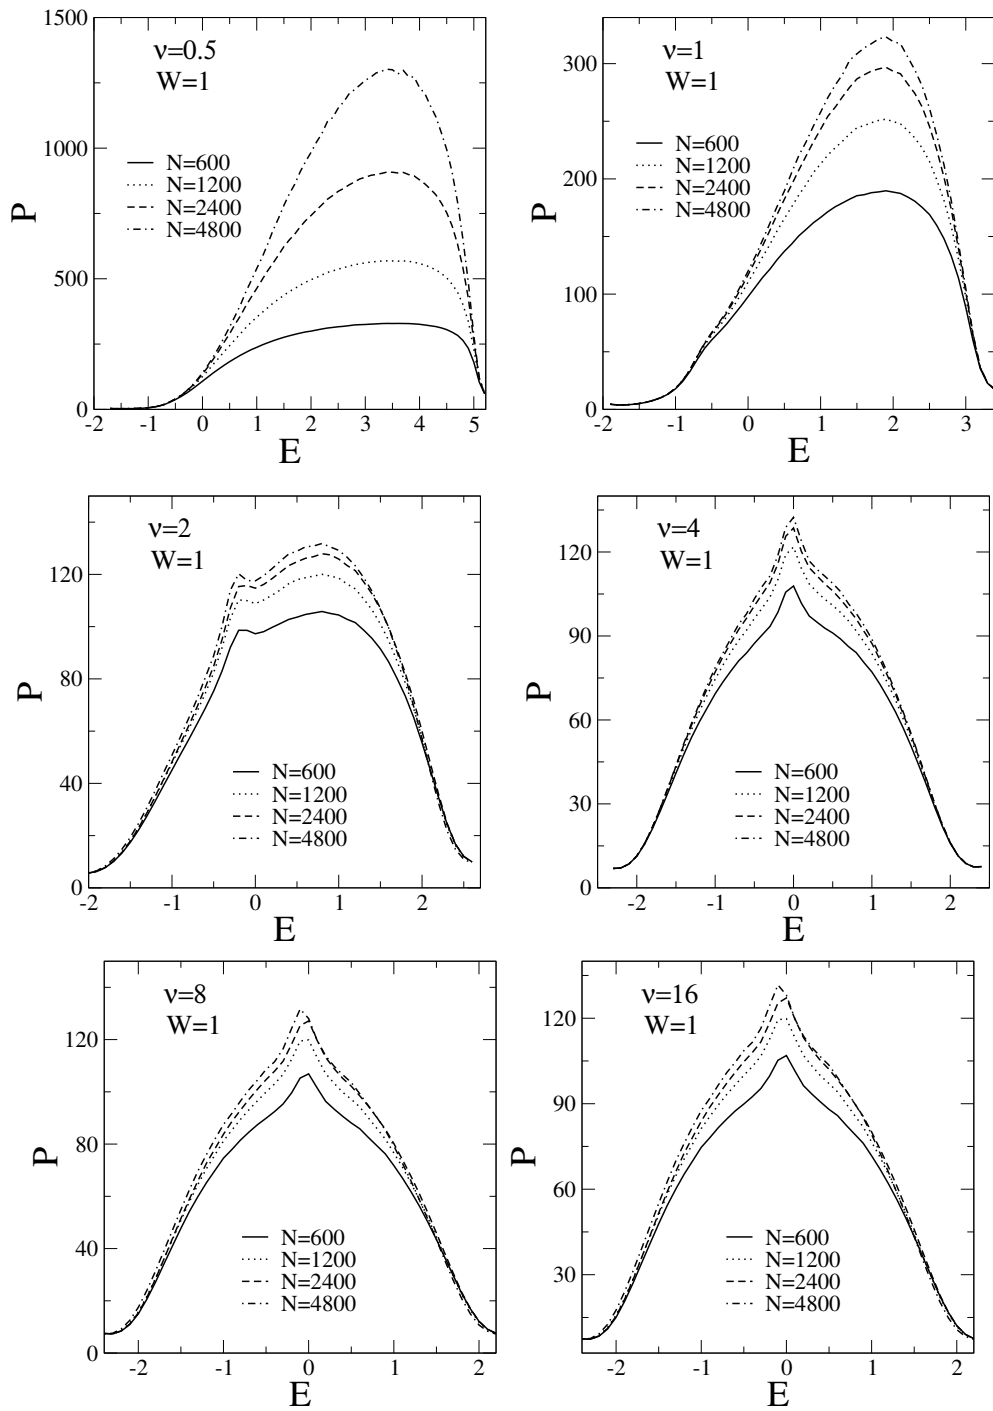 1500
1000
500
0
P
ν=0.5
W=1
N=600
N=1200
N=2400
N=4800
-2 -1 0 1 2 3 4 5
E
300
200
100
0
P
ν=1
W=1
N=600
N=1200
N=2400
N=4800
-2 -1 0 1 2 3
E
120
80
40
0
P
ν=2
W=1
N=600
N=1200
N=2400
N=4800
-2 -1 0 1 2
E
120
90
60
30
0
P
ν=4
W=1
N=600
N=1200
N=2400
N=4800
-2 -1 0 1 2
E
120
80
40
0
P
ν=8
W=1
N=600
N=1200
N=2400
N=4800
-2 -1 0 1 2
E
120
90
60
30
P
ν=16
W=1
N=600
N=1200
N=2400
N=4800
-2 -1 0 1 2
E